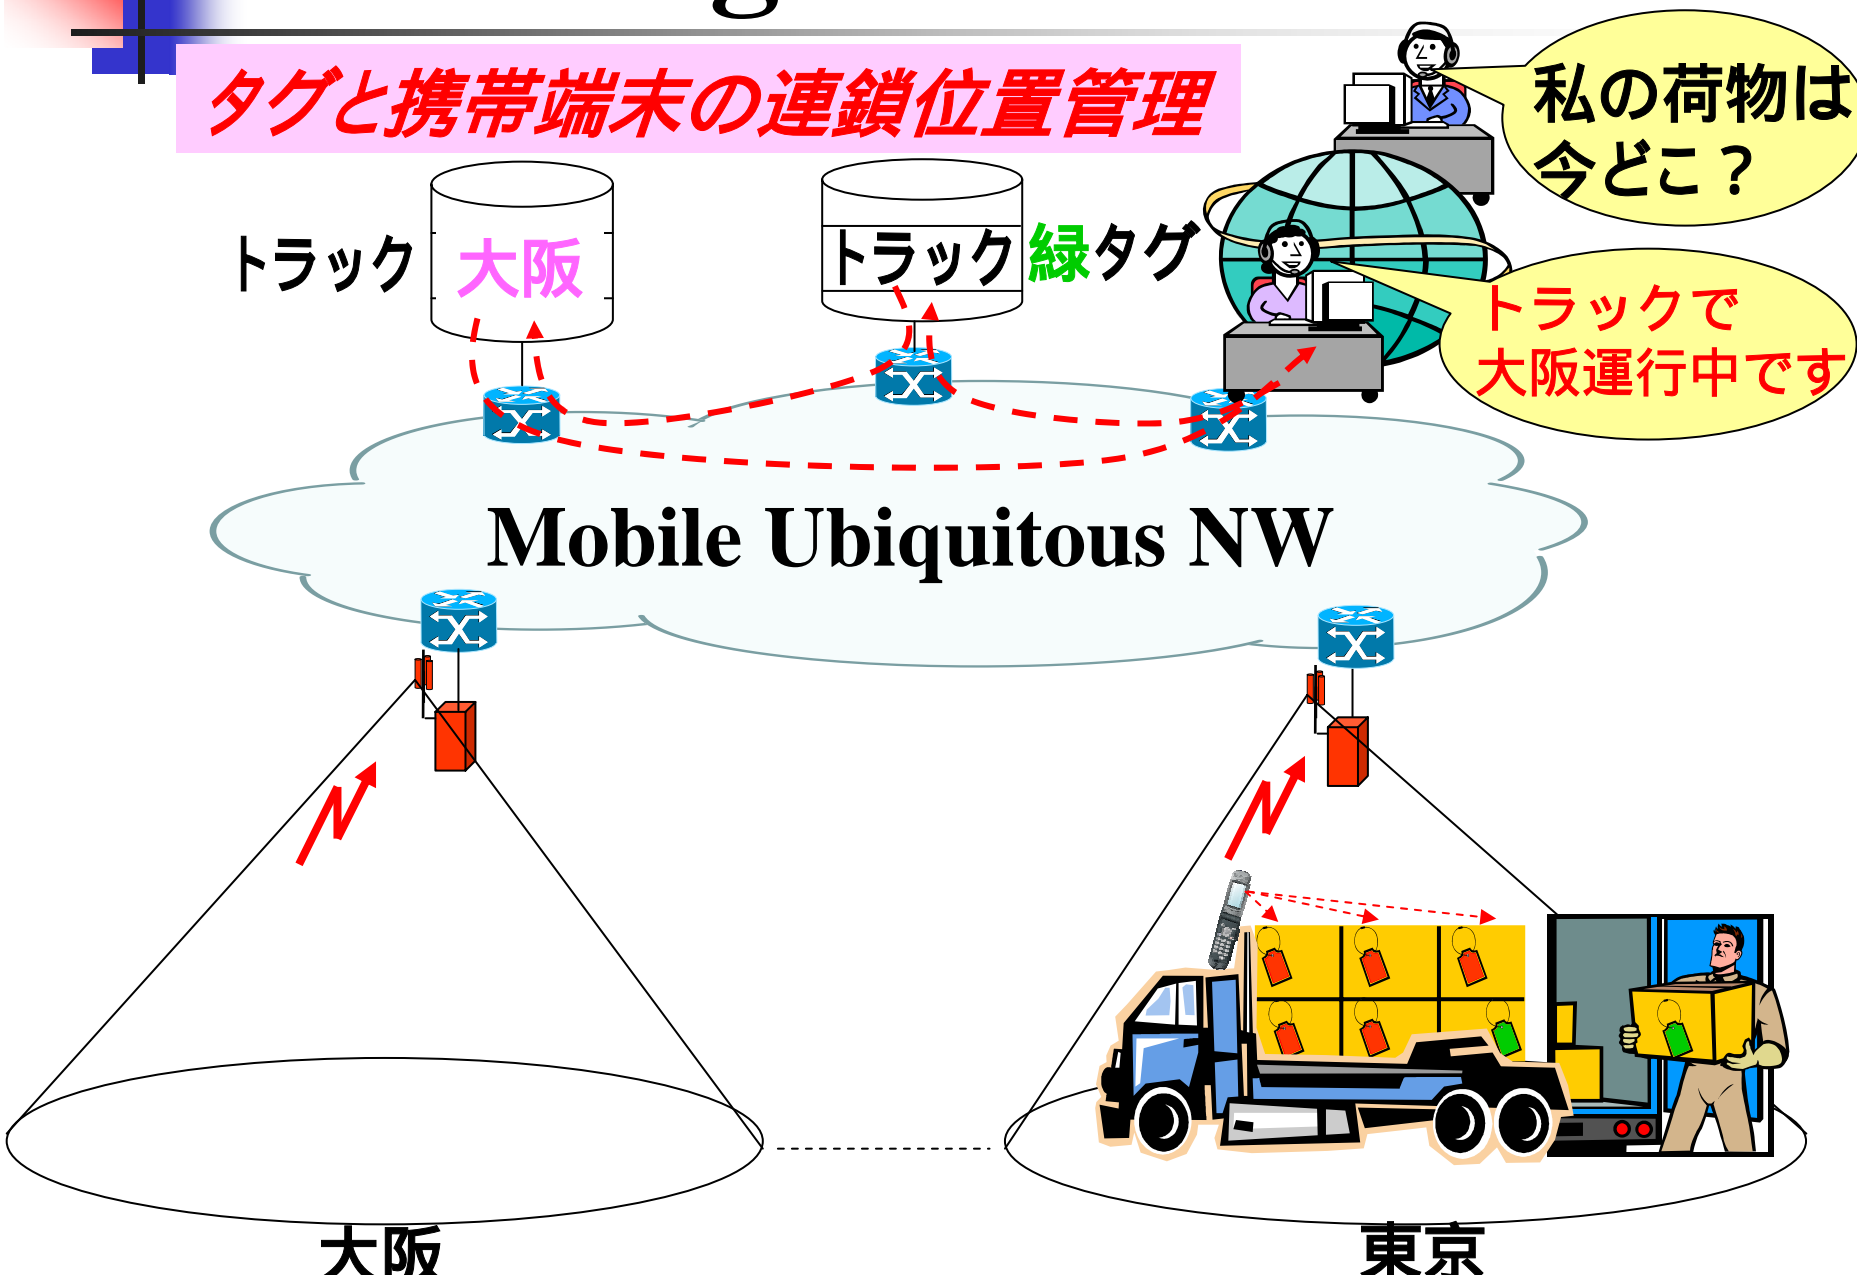 タグと携帯端末の連鎖位置管理
私の荷物は
今どこ？
トラック
大阪
トラック
緑タグ
トラックで
大阪運行中です
Mobile Ubiquitous NW
大阪
東京